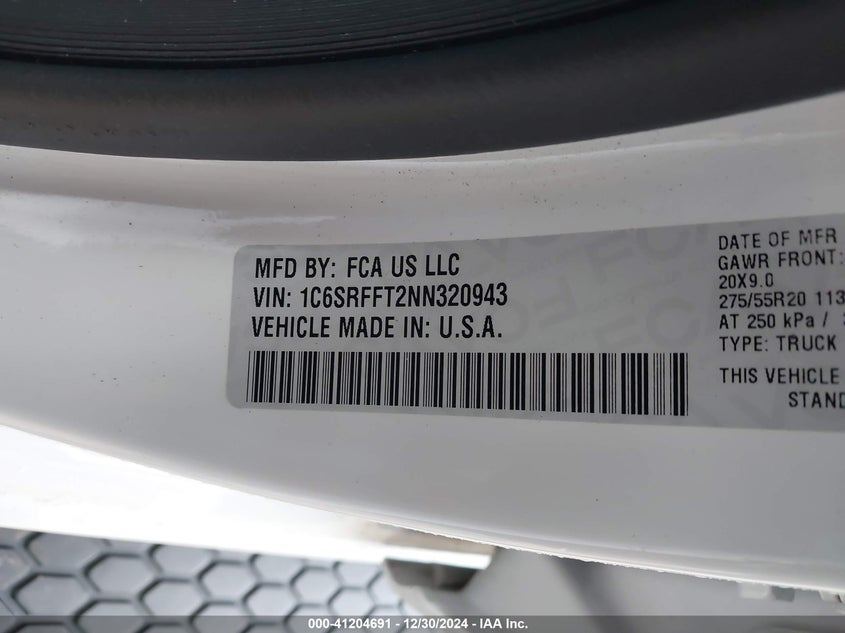 MFD BY: FCA US LLC
VIN: 1C6SRFFT2NN320943
VEHICLE MADE IN: U.S.A.
DATE OF MFR
GAWR FRONT:
20X9.0
275/55R20 113
AT 250 kPa /
TYPE: TRUCK
THIS VEHICLE
STAND
000-41204691 - 12/30/2024 - IAA Inc.